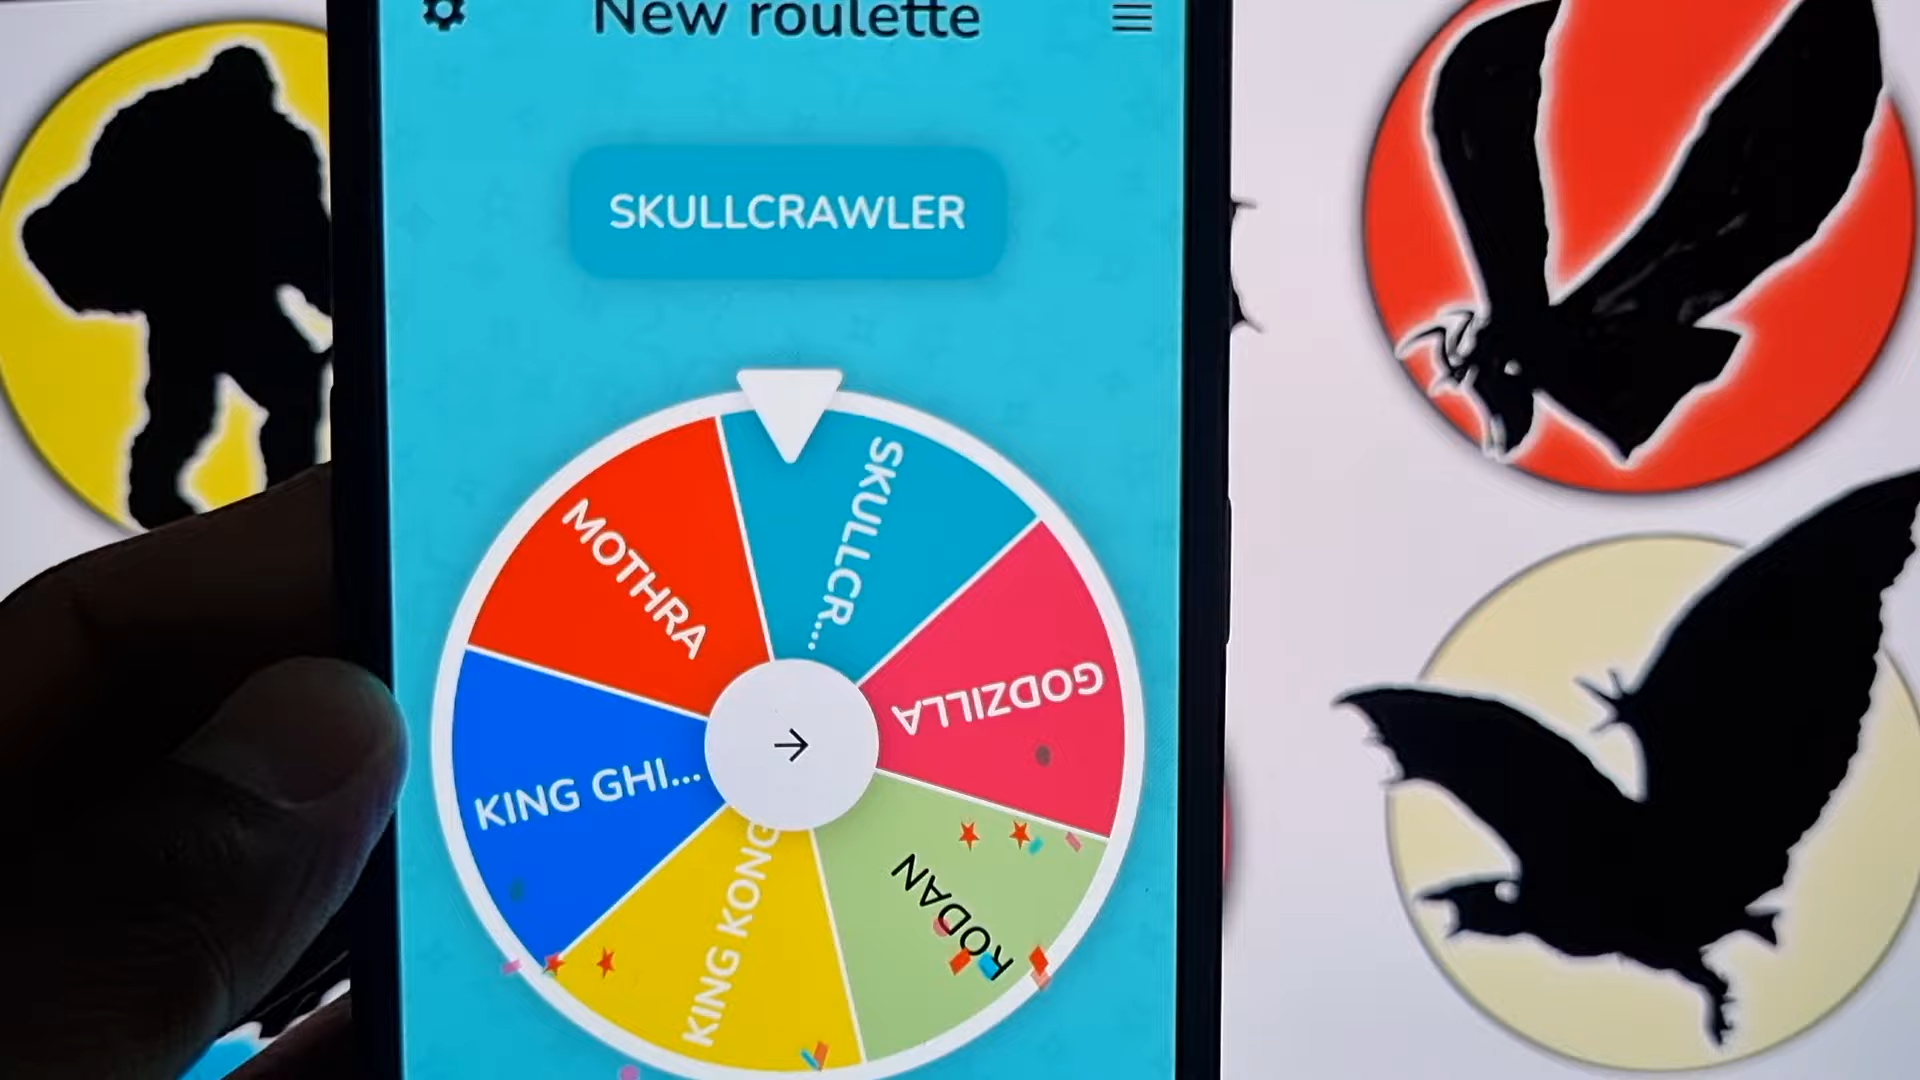 New roulette
SKULLCRAWLER
SKULLCR...
MOTHRA
GODZILLA
KING GHI...
KING KONG
RODAN